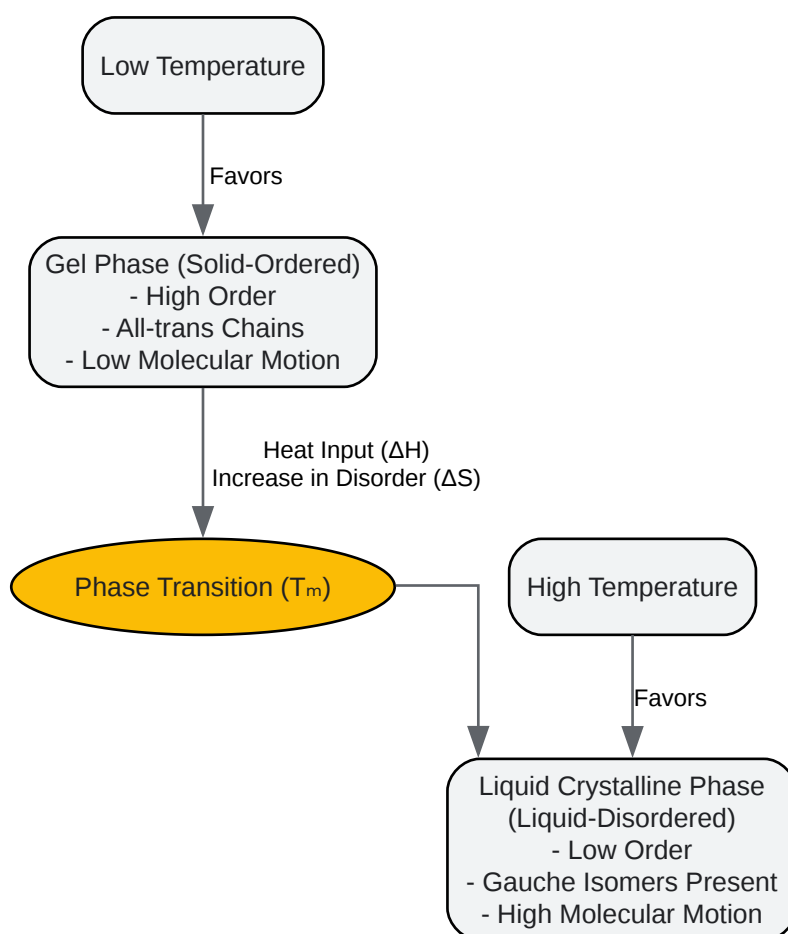 Low Temperature
Favors
Gel Phase (Solid-Ordered)
- High Order
- All-trans Chains
- Low Molecular Motion
Heat Input (ΔH)
Increase in Disorder (ΔS)
Phase Transition (Tₘ)
High Temperature
Favors
Liquid Crystalline Phase
(Liquid-Disordered)
- Low Order
- Gauche Isomers Present
- High Molecular Motion